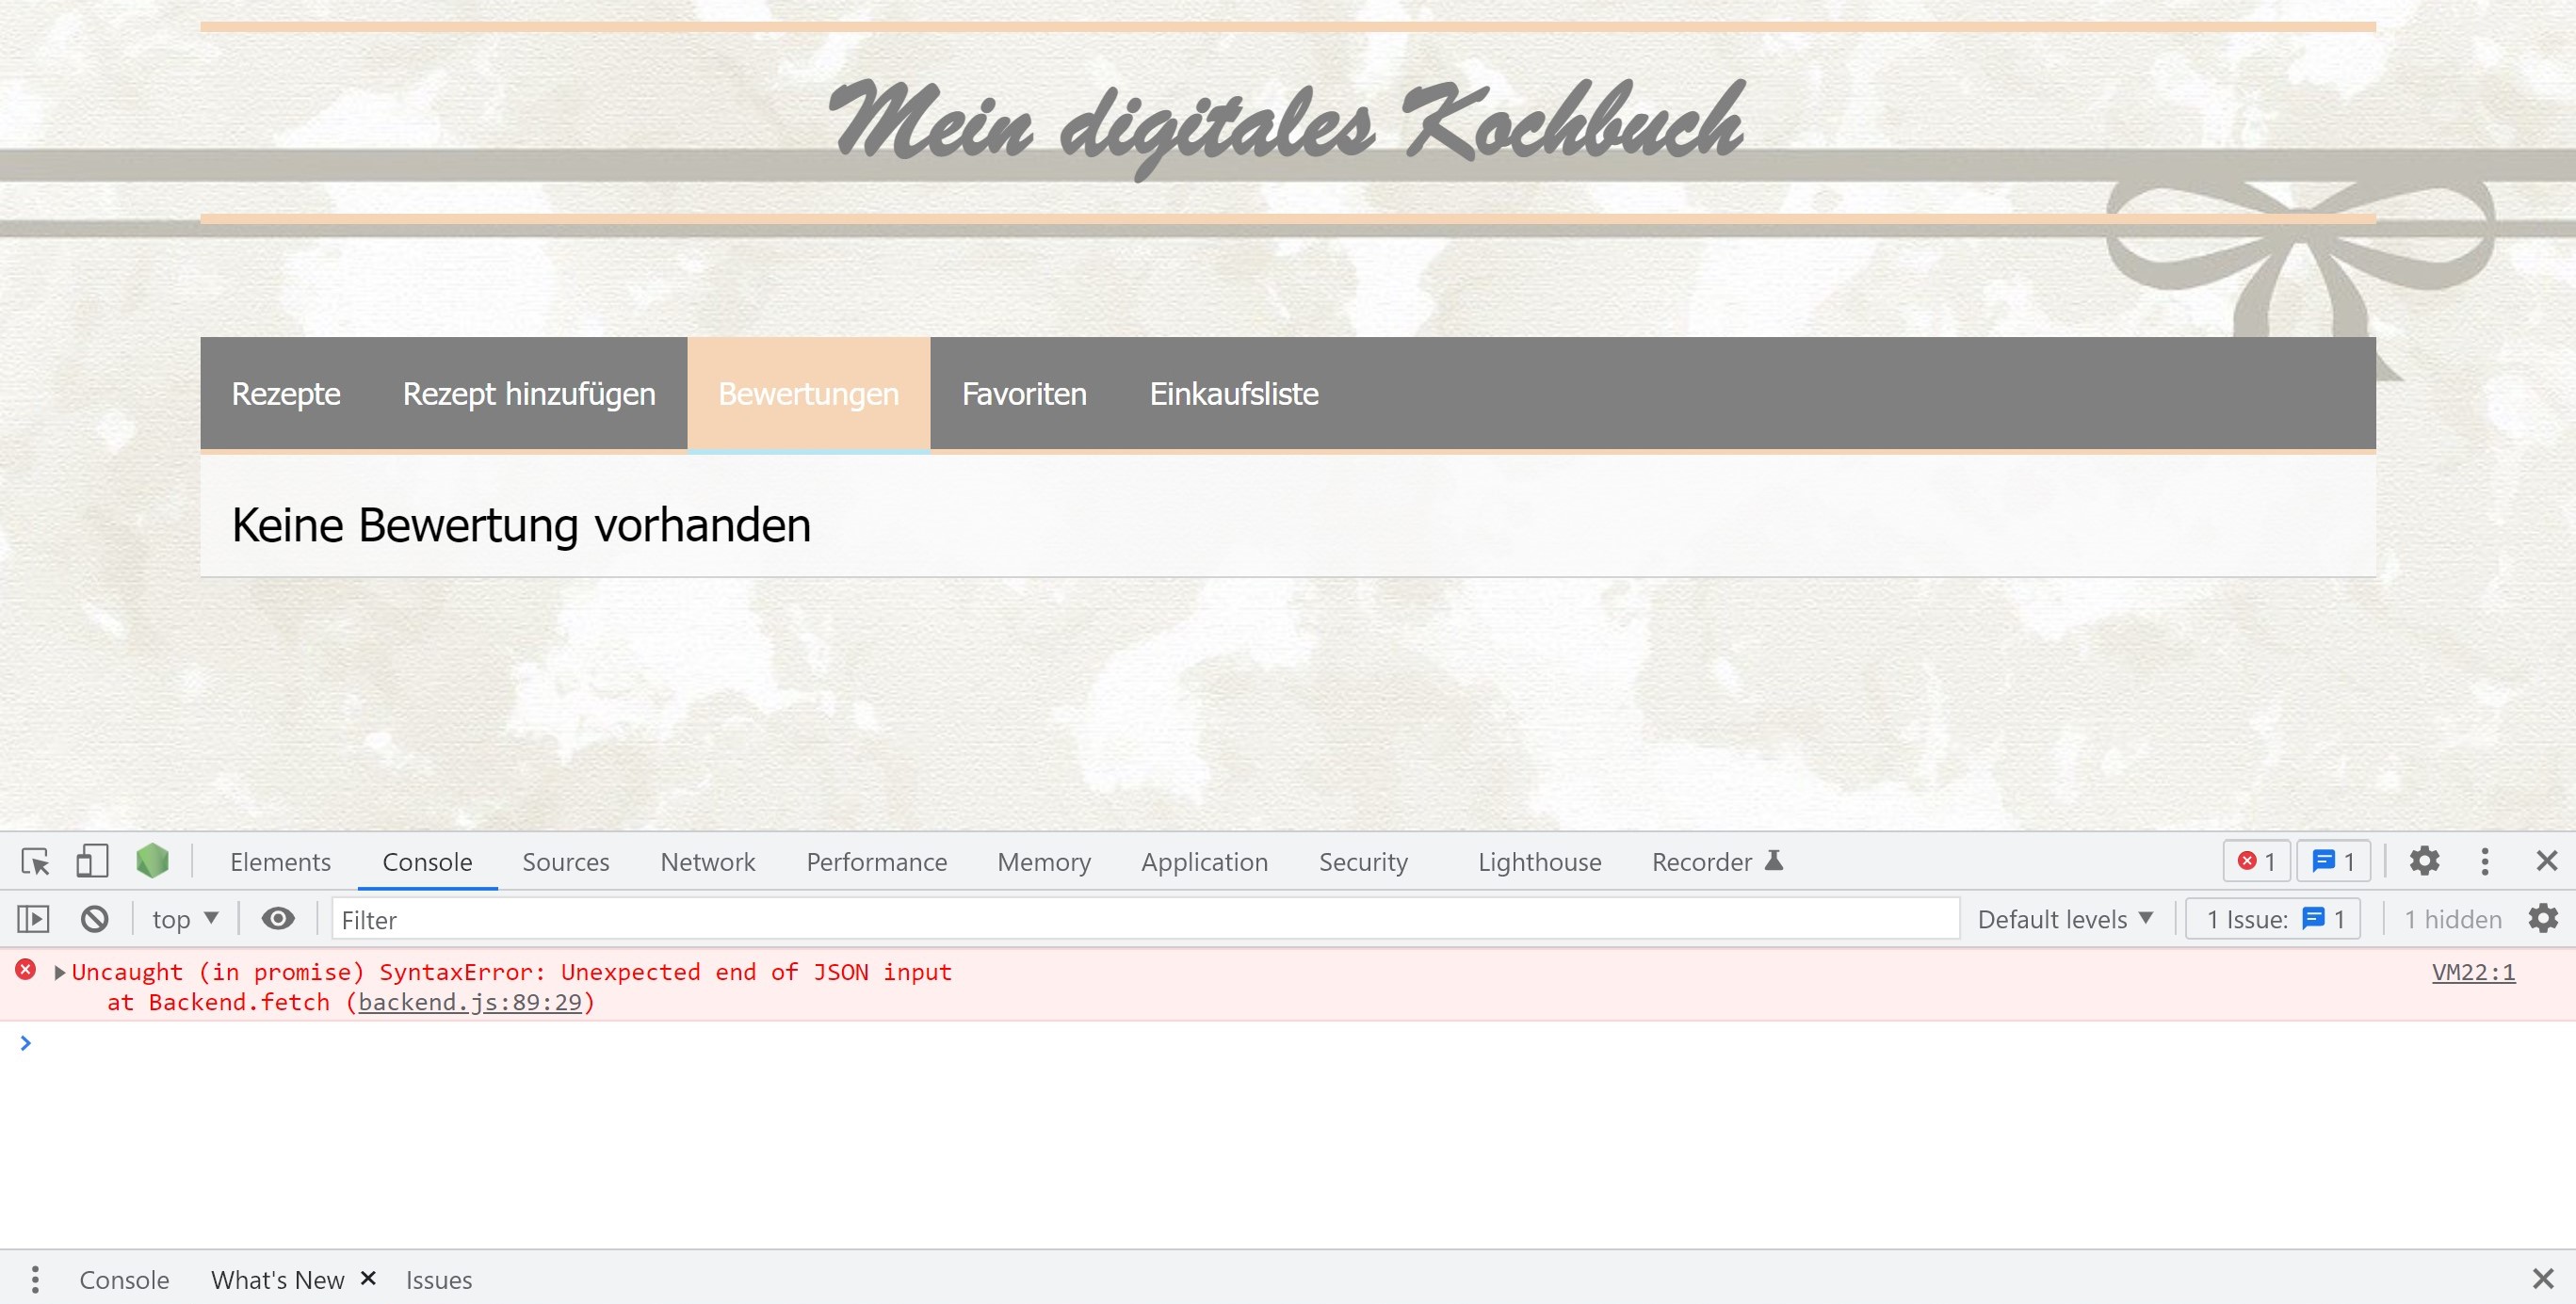 Mein digitales Kochbuch
Rezepte Rezept hinzufügen Bewertungen Favoriten Einkaufsliste
Keine Bewertung vorhanden
Elements Console Sources Network Performance Memory Application Security Lighthouse Recorder 1 1
top Filter Default levels 1 Issue: 1 1 hidden
Uncaught (in promise) SyntaxError: Unexpected end of JSON input VM22:1
at Backend.fetch (backend.js:89:29)
Console What's New Issues